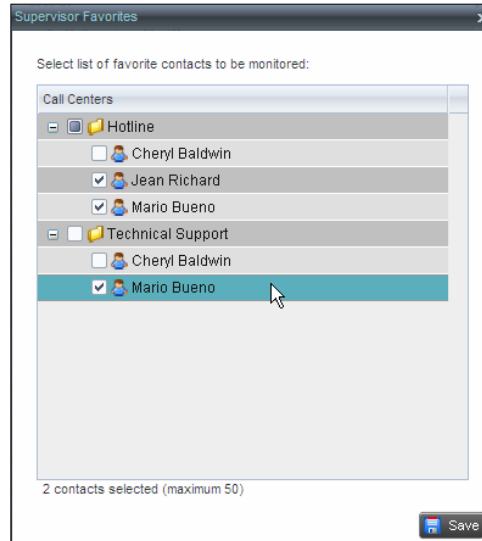 Supervisor Favorites
Select list of favorite contacts to be monitored:
Call Centers
Hotline
Cheryl Baldwin
Jean Richard
Mario Bueno
Technical Support
Cheryl Baldwin
Mario Bueno
2 contacts selected (maximum 50)
Save